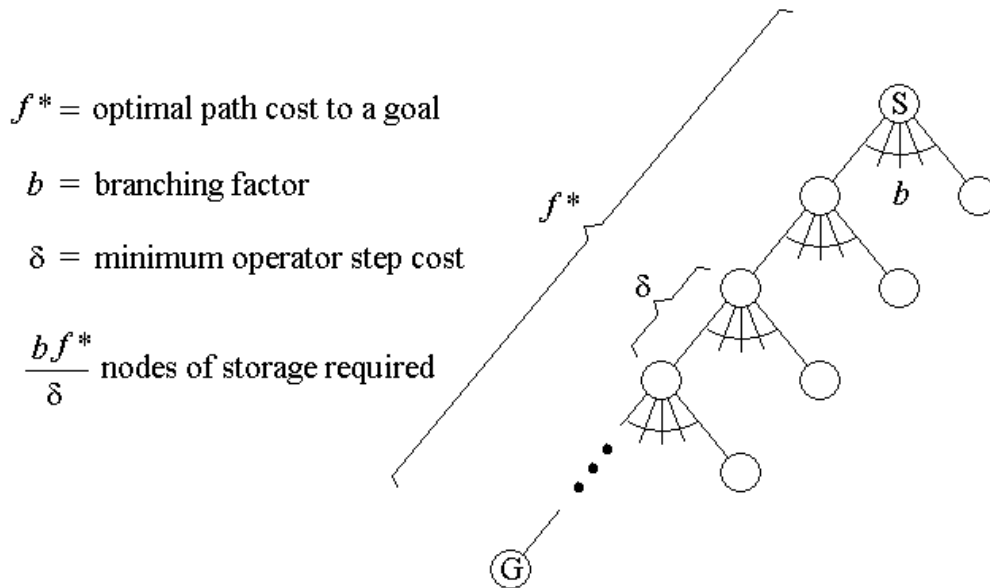 f* = optimal path cost to a goal
b = branching factor
δ = minimum operator step cost
bf*/δ nodes of storage required
f*
δ
S
b
G